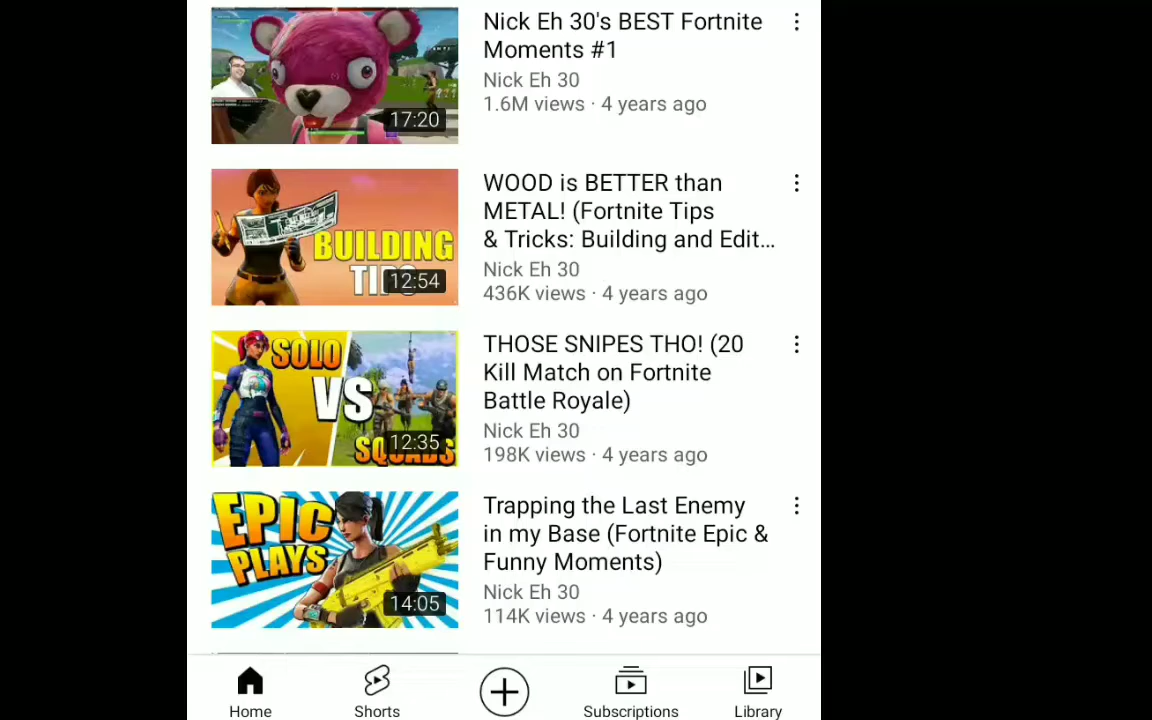 Nick Eh 30's BEST Fortnite
Moments #1
Nick Eh 30
1.6M views · 4 years ago
17:20
WOOD is BETTER than
METAL! (Fortnite Tips
& Tricks: Building and Edit...
Nick Eh 30
436K views · 4 years ago
BUILDING
12:54
THOSE SNIPES THO! (20
Kill Match on Fortnite
Battle Royale)
Nick Eh 30
198K views · 4 years ago
SOLO
VS
SQUADS
12:35
Trapping the Last Enemy
in my Base (Fortnite Epic &
Funny Moments)
Nick Eh 30
114K views · 4 years ago
EPIC
PLAYS
14:05
Home
Shorts
Subscriptions
Library